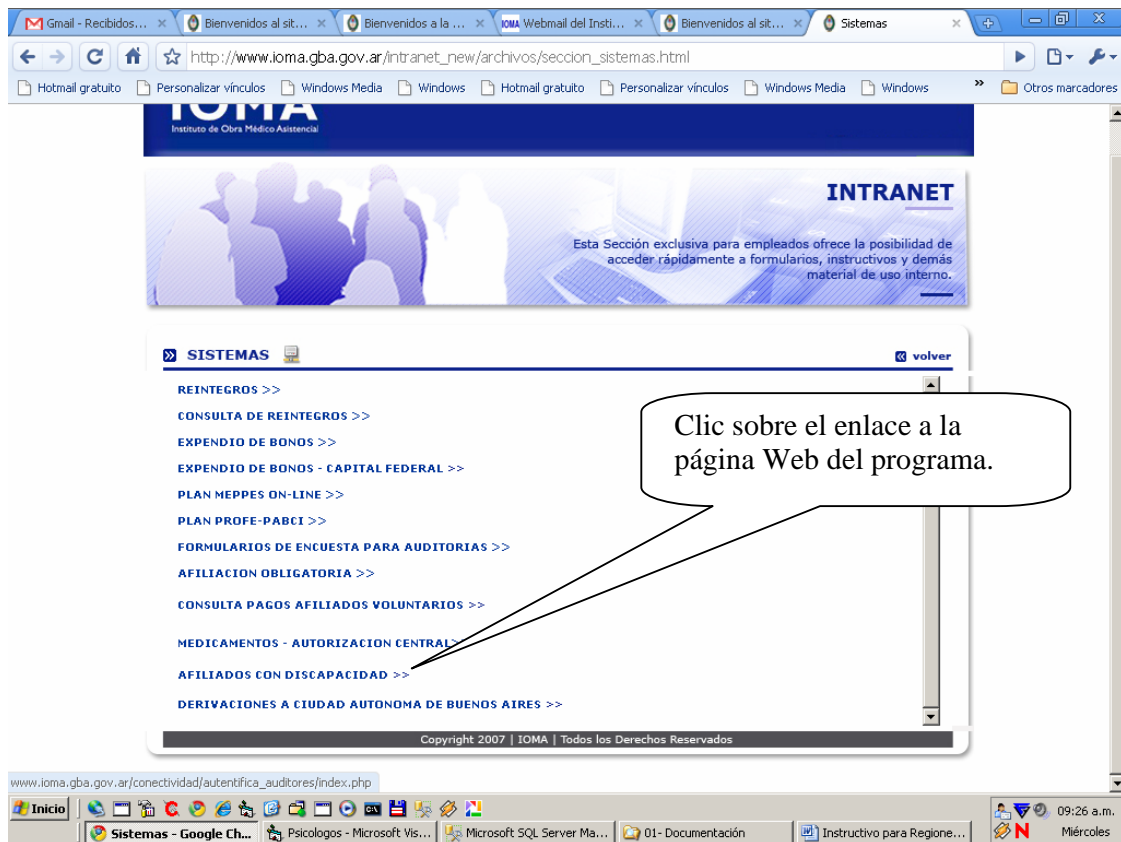 Gmail - Recibidos...
Bienvenidos al sit...
Bienvenidos a la ...
IOMA Webmail del Insti...
Bienvenidos al sit...
Sistemas
http://www.ioma.gba.gov.ar/intranet_new/archivos/seccion_sistemas.html
Hotmail gratuito Personalizar vínculos Windows Media Windows Hotmail gratuito Personalizar vínculos Windows Media Windows » Otros marcadores
IOMA
Instituto de Obra Médico Asistencial
INTRANET
Esta Sección exclusiva para empleados ofrece la posibilidad de
acceder rápidamente a formularios, instructivos y demás
material de uso interno.
SISTEMAS
volver
REINTEGROS >>
CONSULTA DE REINTEGROS >>
EXPENDIO DE BONOS >>
EXPENDIO DE BONOS - CAPITAL FEDERAL >>
PLAN MEPPES ON-LINE >>
PLAN PROFE-PABCI >>
FORMULARIOS DE ENCUESTA PARA AUDITORIAS >>
AFILIACION OBLIGATORIA >>
CONSULTA PAGOS AFILIADOS VOLUNTARIOS >>
MEDICAMENTOS - AUTORIZACION CENTRAL>>
AFILIADOS CON DISCAPACIDAD >>
DERIVACIONES A CIUDAD AUTONOMA DE BUENOS AIRES >>
Clic sobre el enlace a la
página Web del programa.
Copyright 2007 | IOMA | Todos los Derechos Reservados
www.ioma.gba.gov.ar/conectividad/autentifica_auditores/index.php
Inicio
09:26 a.m.
Sistemas - Google Ch...
Psicologos - Microsoft Vis...
Microsoft SQL Server Ma...
01- Documentación
Instructivo para Regione...
Miércoles